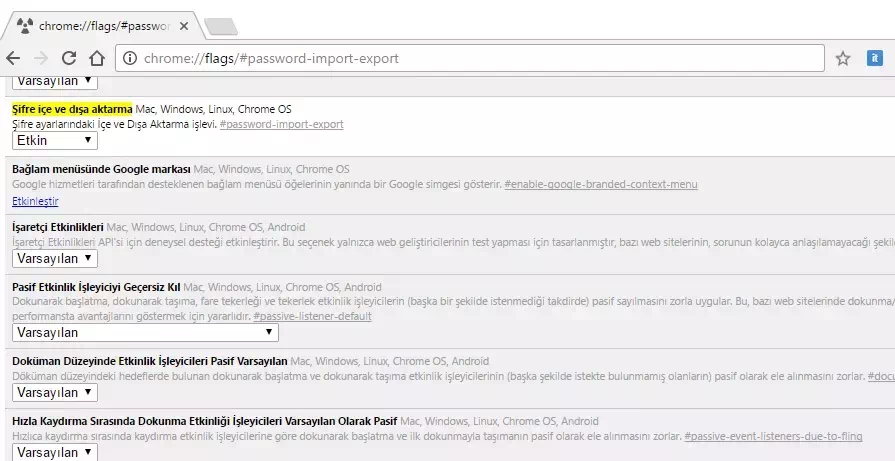 chrome://flags/#passwor
chrome://flags/#password-import-export
it
Varsayılan
Şifre içe ve dışa aktarma Mac, Windows, Linux, Chrome OS
Şifre ayarlarındaki İçe ve Dışa Aktarma işlevi. #password-import-export
Etkin
Bağlam menüsünde Google markası Mac, Windows, Linux, Chrome OS
Google hizmetleri tarafından desteklenen bağlam menüsü öğelerinin yanında bir Google simgesi gösterir. #enable-google-branded-context-menu
Etkinleştir
İşaretçi Etkinlikleri Mac, Windows, Linux, Chrome OS, Android
İşaretçi Etkinlikleri API'si için deneysel desteği etkinleştirir. Bu seçenek yalnızca web geliştiricilerinin test yapması için tasarlanmıştır, bazı web sitelerinin, sorunun kolayca anlaşılamayacağı şekil
Varsayılan
Pasif Etkinlik İşleyiciyi Geçersiz Kıl Mac, Windows, Linux, Chrome OS, Android
Dokunarak başlatma, dokunarak taşıma, fare tekerleği ve tekerlek etkinlik işleyicilerin (başka bir şekilde istenmediği takdirde) pasif sayılmasını zorla uygular. Bu, bazı web sitelerinde dokunma/
performansta avantajlarını göstermek için yararlıdır. #passive-listener-default
Varsayılan
Doküman Düzeyinde Etkinlik İşleyicileri Pasif Varsayılan Mac, Windows, Linux, Chrome OS, Android
Döküman düzeyindeki hedeflerde bulunan dokunarak başlatma ve dokunarak taşıma etkinlik işleyicilerinin (başka şekilde istekte bulunmamış olanların) pasif olarak ele alınmasını zorlar. #docu
Varsayılan
Hızla Kaydırma Sırasında Dokunma Etkinliği İşleyicileri Varsayılan Olarak Pasif Mac, Windows, Linux, Chrome OS, Android
Hızlıca kaydırma sırasında kaydırma etkinlik işleyicilerine göre dokunarak başlatma ve ilk dokunmayla taşımanın pasif olarak ele alınmasını zorlar. #passive-event-listeners-due-to-fling
Varsayılan